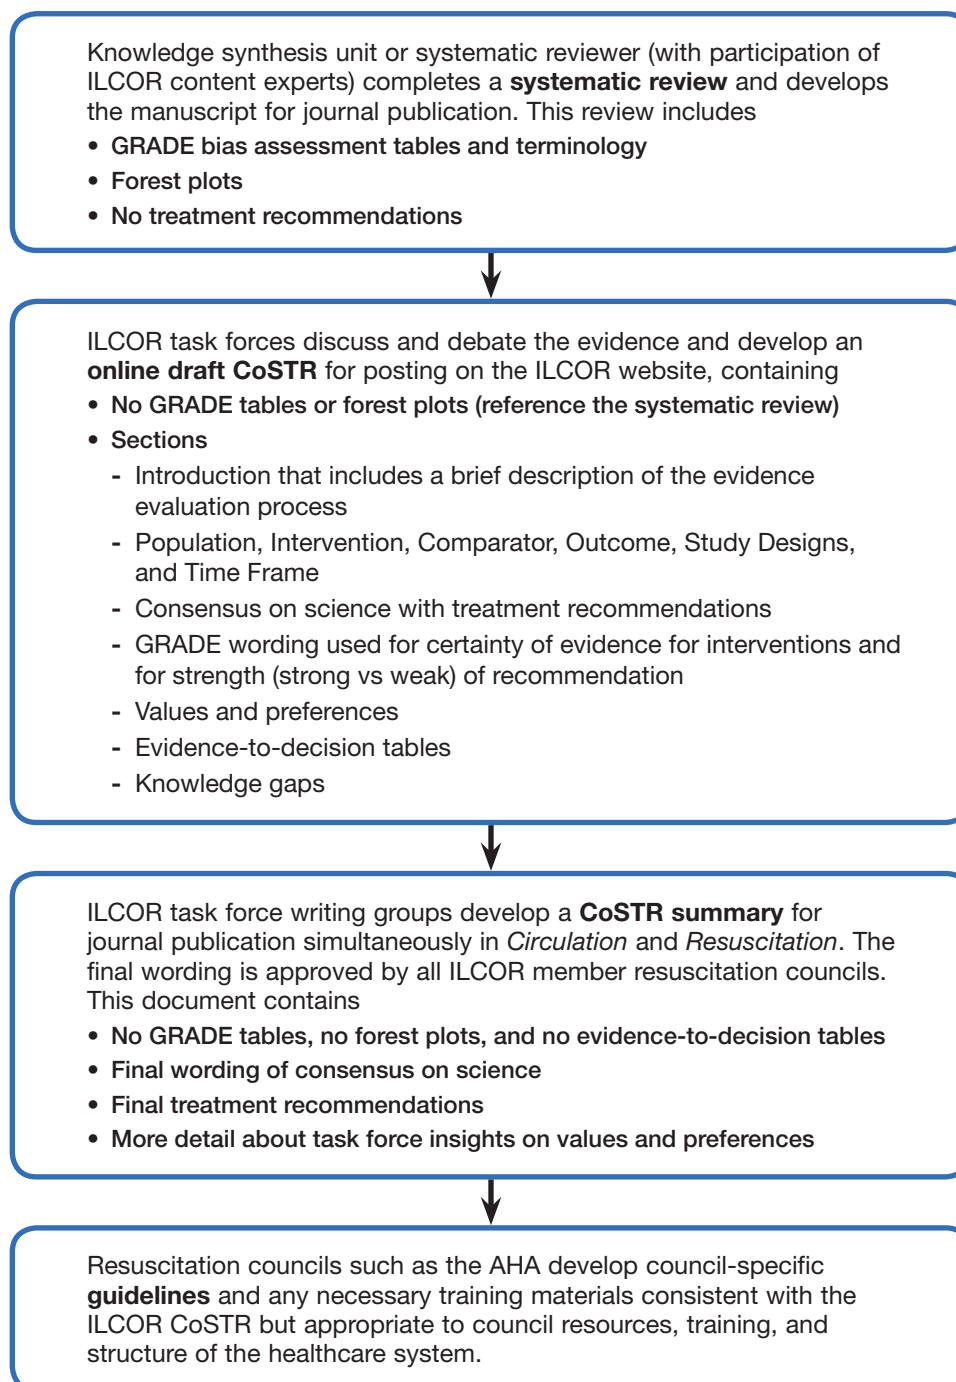 Knowledge synthesis unit or systematic reviewer (with participation of
ILCOR content experts) completes a systematic review and develops
the manuscript for journal publication. This review includes
• GRADE bias assessment tables and terminology
• Forest plots
• No treatment recommendations
ILCOR task forces discuss and debate the evidence and develop an
online draft CoSTR for posting on the ILCOR website, containing
• No GRADE tables or forest plots (reference the systematic review)
• Sections
- Introduction that includes a brief description of the evidence
evaluation process
- Population, Intervention, Comparator, Outcome, Study Designs,
and Time Frame
- Consensus on science with treatment recommendations
- GRADE wording used for certainty of evidence for interventions and
for strength (strong vs weak) of recommendation
- Values and preferences
- Evidence-to-decision tables
- Knowledge gaps
ILCOR task force writing groups develop a CoSTR summary for
journal publication simultaneously in Circulation and Resuscitation. The
final wording is approved by all ILCOR member resuscitation councils.
This document contains
• No GRADE tables, no forest plots, and no evidence-to-decision tables
• Final wording of consensus on science
• Final treatment recommendations
• More detail about task force insights on values and preferences
Resuscitation councils such as the AHA develop council-specific
guidelines and any necessary training materials consistent with the
ILCOR CoSTR but appropriate to council resources, training, and
structure of the healthcare system.